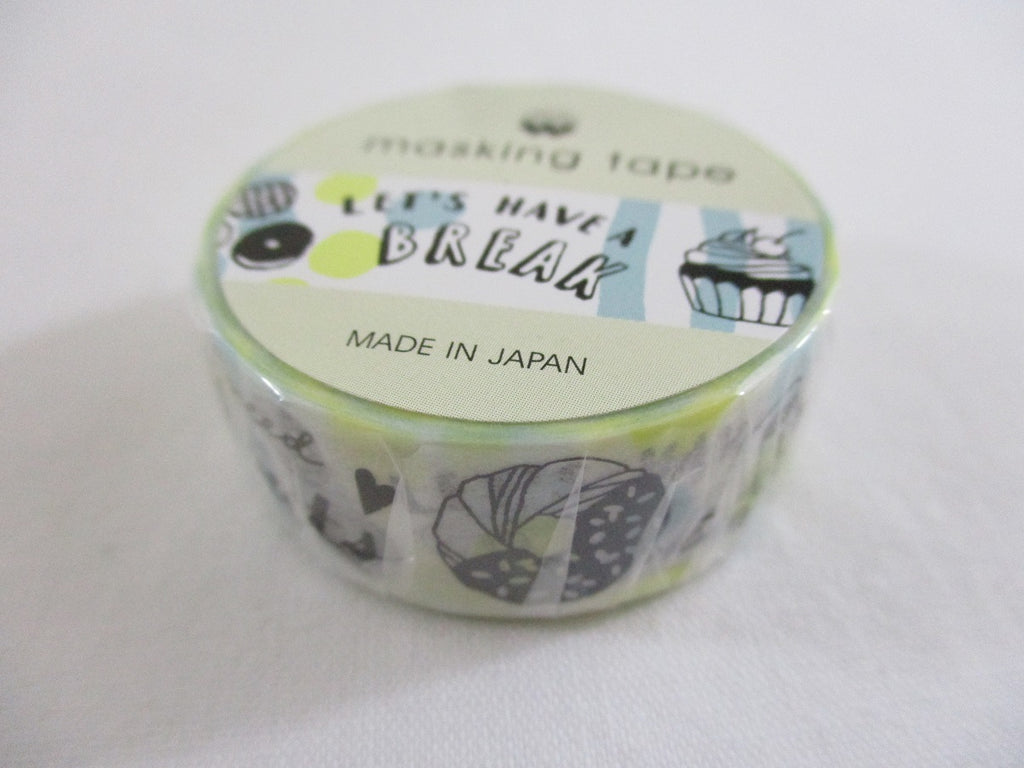 masking tape
LET'S HAVE A
BREAK
MADE IN JAPAN